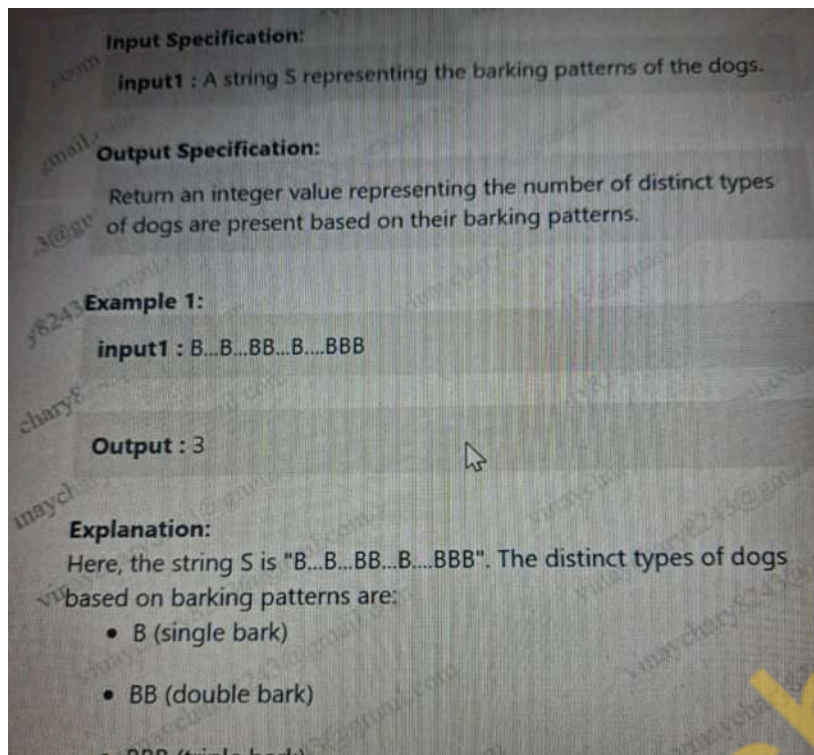 Input Specification:
input1 : A string S representing the barking patterns of the dogs.
Output Specification:
Return an integer value representing the number of distinct types
of dogs are present based on their barking patterns.
Example 1:
input1 : B...B...BB...B....BBB
Output : 3
Explanation:
Here, the string S is "B...B...BB...B....BBB". The distinct types of dogs
based on barking patterns are:
• B (single bark)
• BB (double bark)